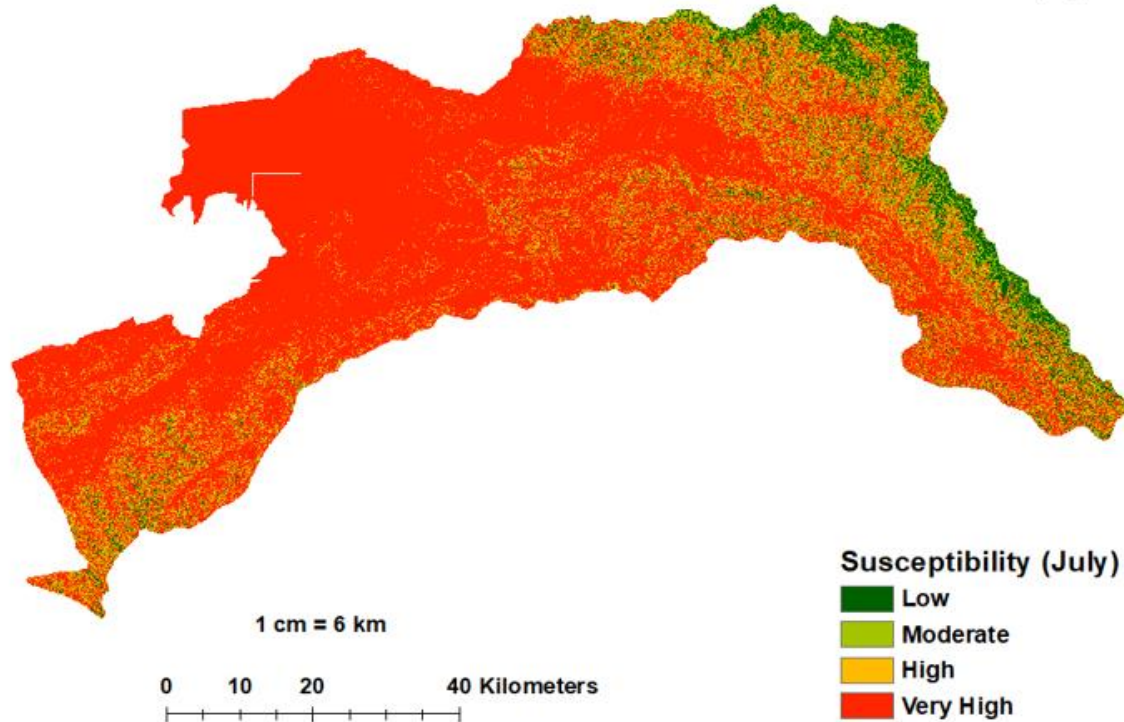 1 cm = 6 km
0 10 20 40 Kilometers
Susceptibility (July)
Low
Moderate
High
Very High